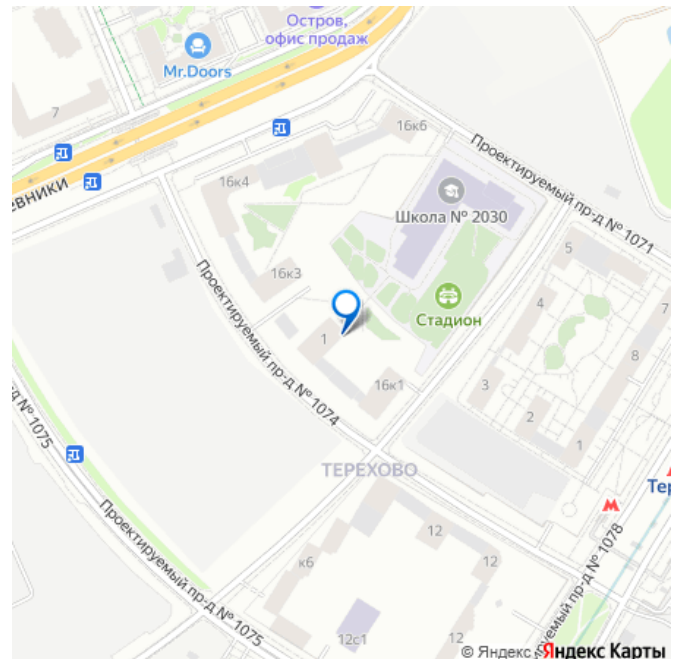 Остров,
офис продаж
Mr.Doors
7
16к6
ЕВНИКИ
16к4
Проектируемый пр-д № 1071
Школа № 2030
16к3
5
4
7
Стадион
1
8
Проектируемый пр-д № 1074
16к1
3
2
1
д № 1075
ТЕРЕХОВО
Тер
12
к6
12
Проектируемый пр-д № 1075
уемый пр-д № 1078
12с1
12
© Яндекс Яндекс Карты